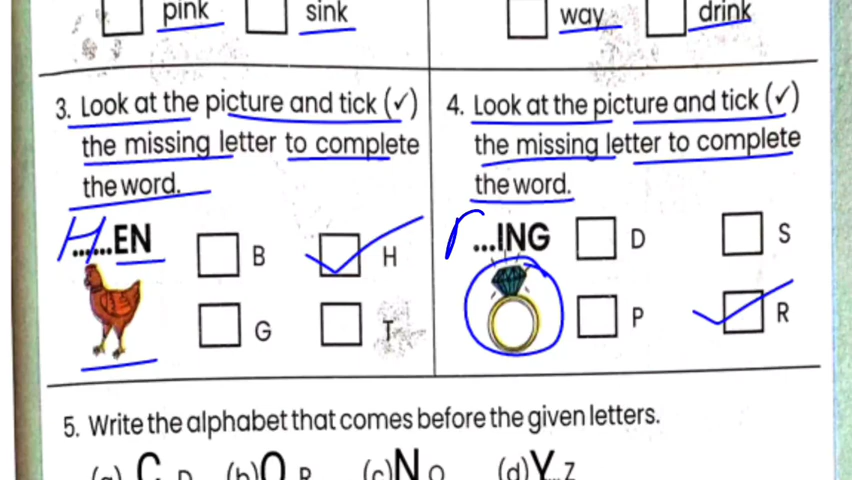 pink sink
way drink
3. Look at the picture and tick (✓)
the missing letter to complete
the word.
H......EN
B H
G T
4. Look at the picture and tick (✓)
the missing letter to complete
the word.
r...ING
D S
P R
5. Write the alphabet that comes before the given letters.
(a) C D (b) Q R (c) N O (d) Y Z